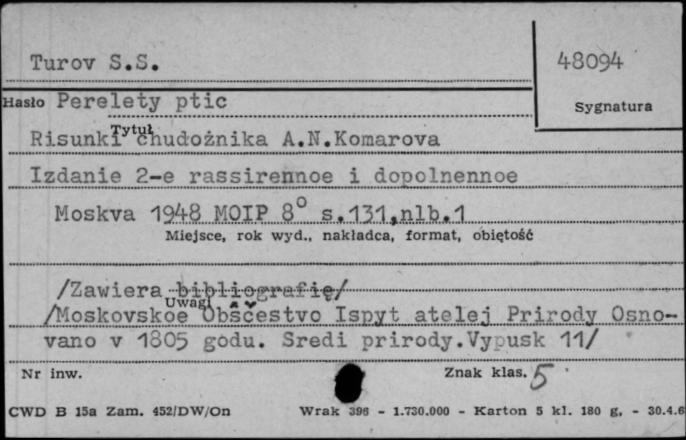 Turov S.S.
48094
Hasło Perelety ptic
Sygnatura
Tytuł
Risunki chudožnika A.N.Komarova
Izdanie 2-e rassirennoe i dopolnennoe
Moskva 1948 MOIP 8° s.131,nlb.1
Miejsce, rok wyd., nakładca, format, objętość
/Zawiera bibliografię/
Uwagi
/Moskovskoe Obščestvo Ispyt atelej Prirody Osno-
vano v 1805 godu. Sredi prirody.Vypusk 11/
Nr inw.
Znak klas. 5
CWD B 15a Zam. 452/DW/On Wrak 396 - 1.730.000 - Karton 5 kl. 180 g. - 30.4.6